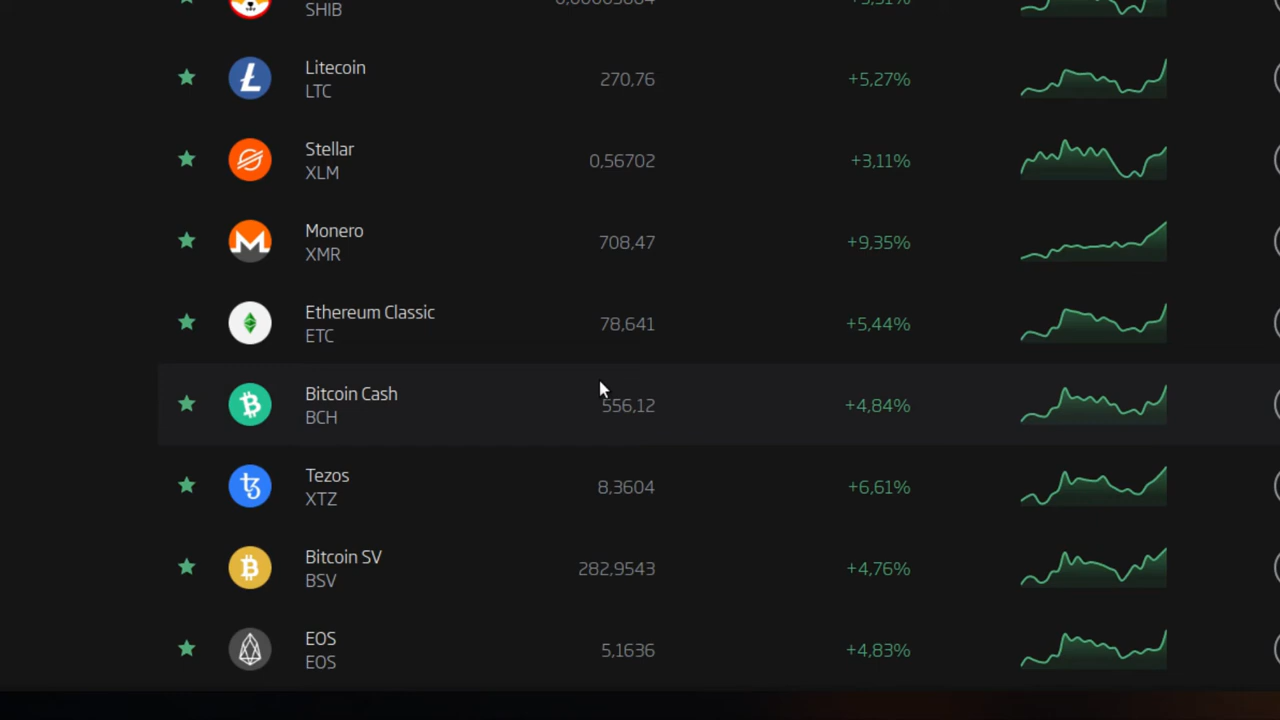 SHIB
Litecoin
LTC 270,76 +5,27%
Stellar
XLM 0,56702 +3,11%
Monero
XMR 708,47 +9,35%
Ethereum Classic
ETC 78,641 +5,44%
Bitcoin Cash
BCH 556,12 +4,84%
Tezos
XTZ 8,3604 +6,61%
Bitcoin SV
BSV 282,9543 +4,76%
EOS
EOS 5,1636 +4,83%